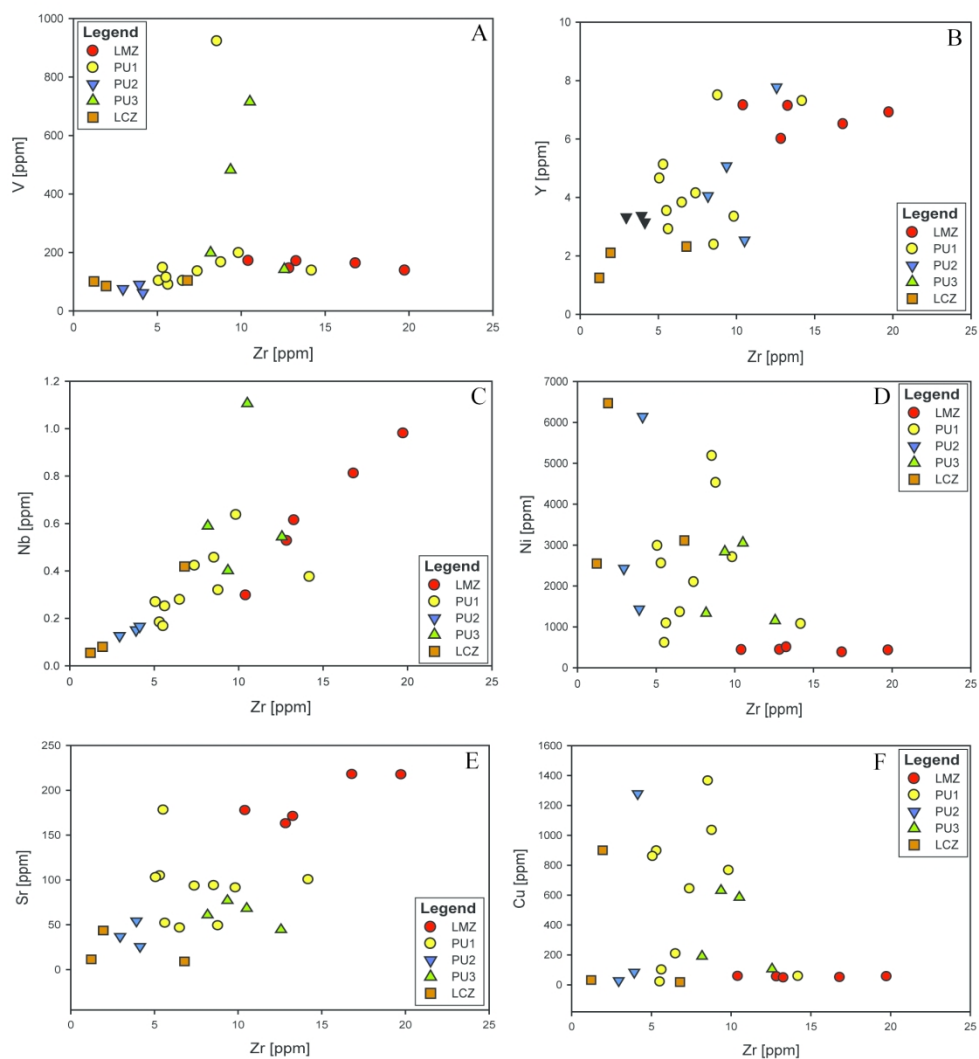 A
Legend
LMZ
PU1
PU2
PU3
LCZ
1000
800
600
400
200
0
V [ppm]
0 5 10 15 20 25
Zr [ppm]
B
10
8
6
4
2
0
Y [ppm]
Legend
LMZ
PU1
PU2
PU3
LCZ
0 5 10 15 20 25
Zr [ppm]
C
1.2
1.0
0.8
0.6
0.4
0.2
0.0
Nb [ppm]
Legend
LMZ
PU1
PU2
PU3
LCZ
0 5 10 15 20 25
Zr [ppm]
D
Legend
LMZ
PU1
PU2
PU3
LCZ
7000
6000
5000
4000
3000
2000
1000
0
Ni [ppm]
0 5 10 15 20 25
Zr [ppm]
E
250
200
150
100
50
0
Sr [ppm]
Legend
LMZ
PU1
PU2
PU3
LCZ
0 5 10 15 20 25
Zr [ppm]
F
Legend
LMZ
PU1
PU2
PU3
LCZ
1600
1400
1200
1000
800
600
400
200
0
Cu [ppm]
0 5 10 15 20 25
Zr [ppm]